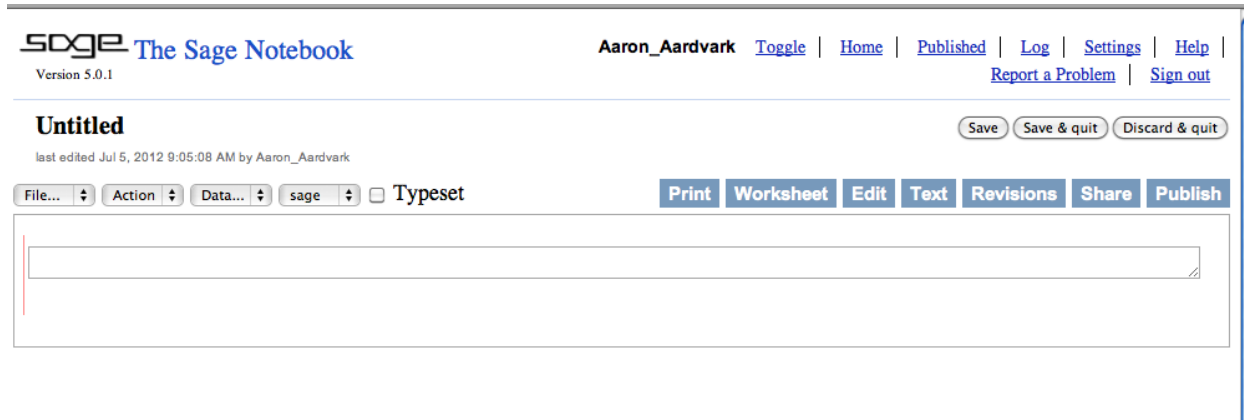 sage The Sage Notebook
Version 5.0.1
Aaron_Aardvark Toggle | Home | Published | Log | Settings | Help |
Report a Problem | Sign out
Untitled
last edited Jul 5, 2012 9:05:08 AM by Aaron_Aardvark
Save Save & quit Discard & quit
File... Action Data... sage Typeset
Print Worksheet Edit Text Revisions Share Publish